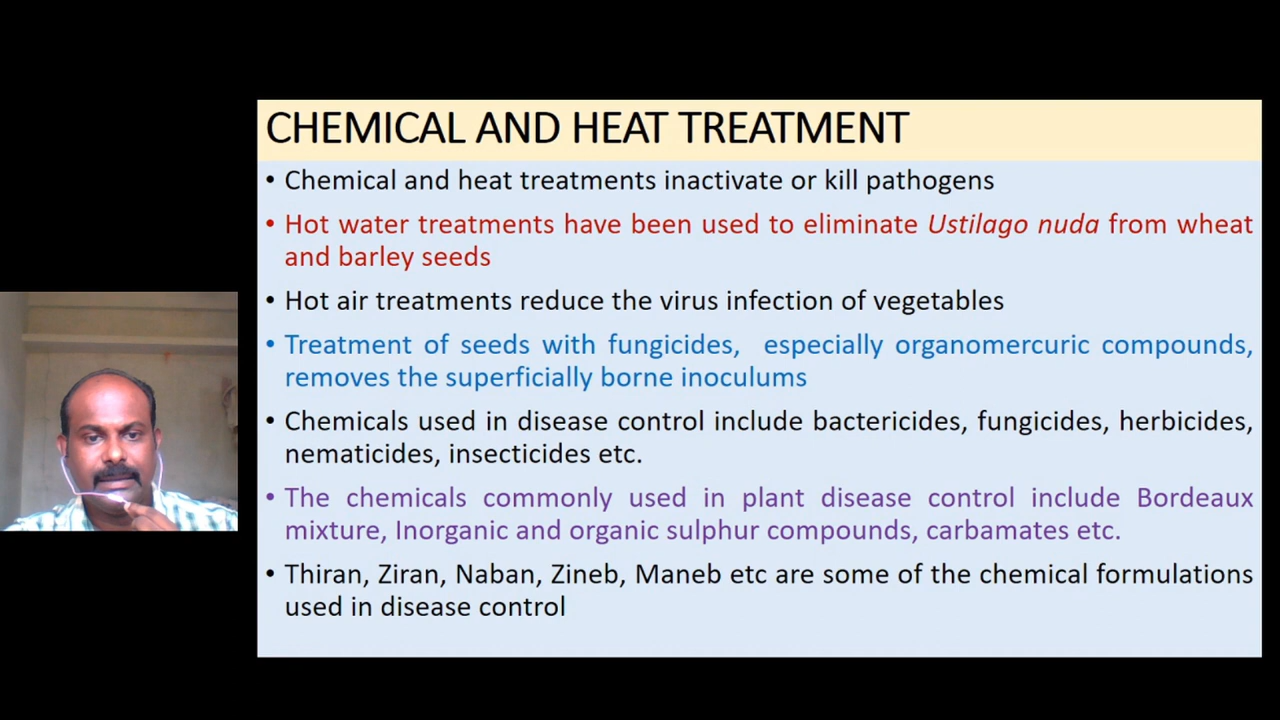 CHEMICAL AND HEAT TREATMENT
• Chemical and heat treatments inactivate or kill pathogens
• Hot water treatments have been used to eliminate Ustilago nuda from wheat
and barley seeds
• Hot air treatments reduce the virus infection of vegetables
• Treatment of seeds with fungicides, especially organomercuric compounds,
removes the superficially borne inoculums
• Chemicals used in disease control include bactericides, fungicides, herbicides,
nematicides, insecticides etc.
• The chemicals commonly used in plant disease control include Bordeaux
mixture, Inorganic and organic sulphur compounds, carbamates etc.
• Thiran, Ziran, Naban, Zineb, Maneb etc are some of the chemical formulations
used in disease control